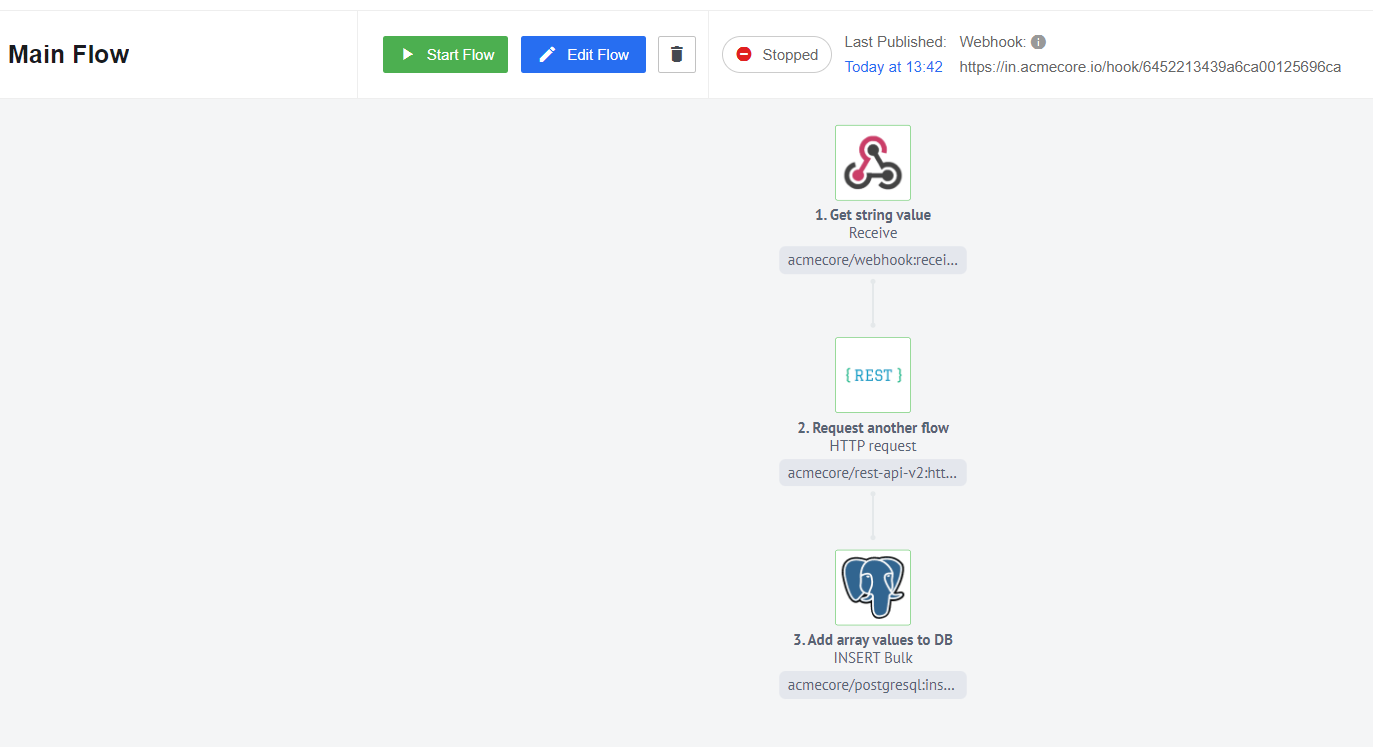 Main Flow
Start Flow
Edit Flow
Stopped
Last Published:
Today at 13:42
Webhook:
https://in.acmecore.io/hook/6452213439a6ca00125696ca
1. Get string value
Receive
acmecore/webhook:recei...
{ REST }
2. Request another flow
HTTP request
acmecore/rest-api-v2:htt...
3. Add array values to DB
INSERT Bulk
acmecore/postgresql:ins...